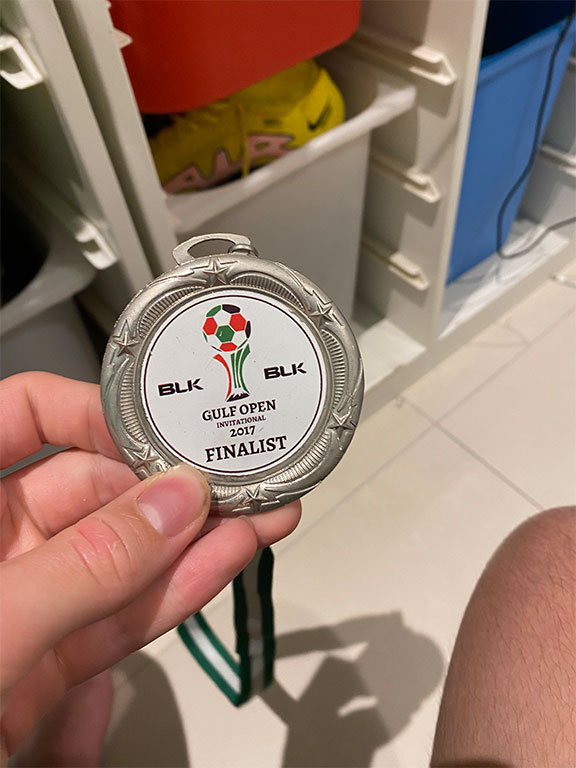 BLK BLK
GULF OPEN
INVITATIONAL
2017
FINALIST